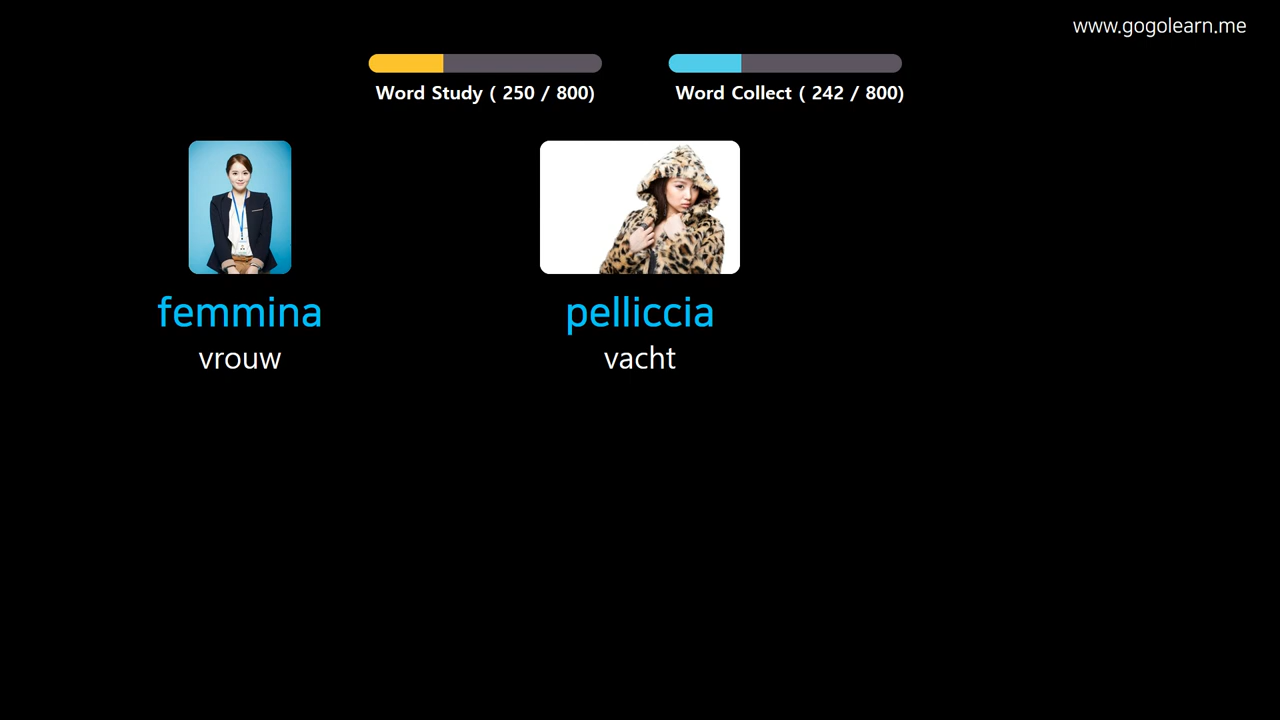 www.gogolearn.me
Word Study ( 250 / 800)
Word Collect ( 242 / 800)
femmina
vrouw
pelliccia
vacht